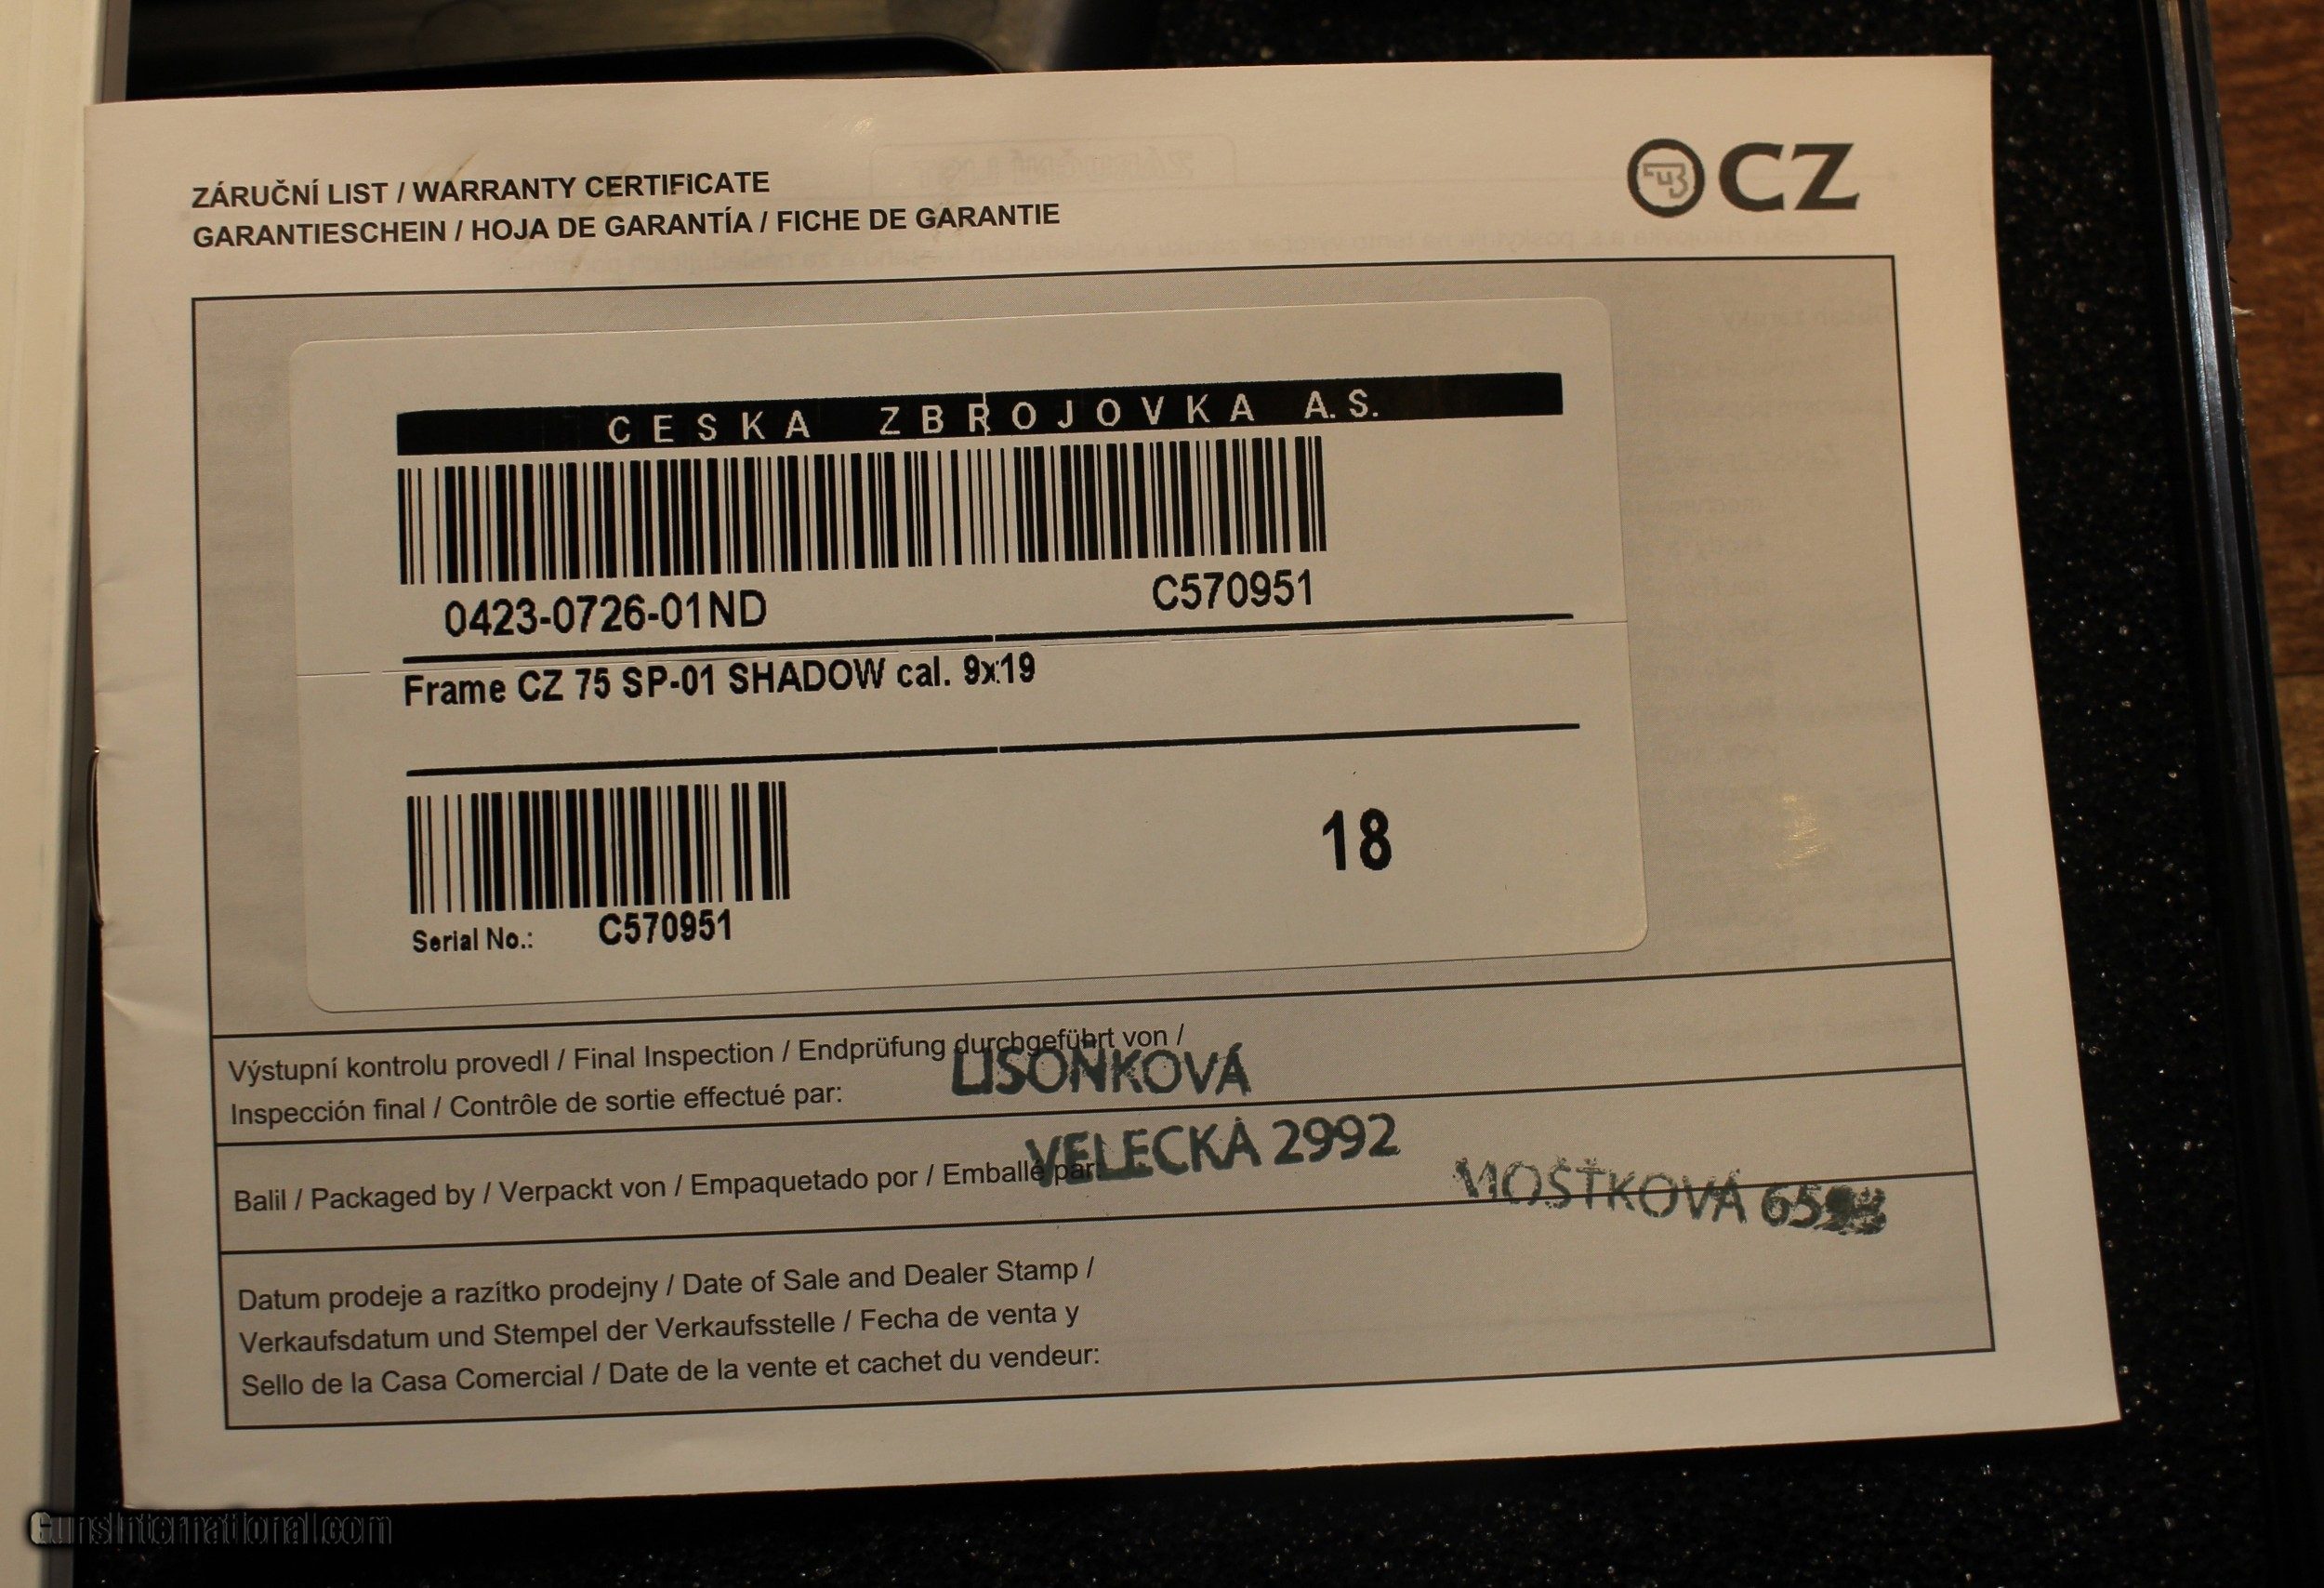 ZÁRUČNÍ LIST / WARRANTY CERTIFICATE
GARANTIESCHEIN / HOJA DE GARANTÍA / FICHE DE GARANTIE
CZ
CESKA ZBROJOVKA A.S.
0423-0726-01ND C570951
Frame CZ 75 SP-01 SHADOW cal. 9x19
18
Serial No.: C570951
Výstupní kontrolu provedl / Final Inspection / Endprüfung durchgeführt von /
Inspección final / Contrôle de sortie effectué par:
LISOŇKOVÁ
VELECKÁ 2992
Balil / Packaged by / Verpackt von / Empaquetado por / Emballé par:
MOŠŤKOVÁ
Datum prodeje a razítko prodejny / Date of Sale and Dealer Stamp /
Verkaufsdatum und Stempel der Verkaufsstelle / Fecha de venta y
Sello de la Casa Comercial / Date de la vente et cachet du vendeur:
GunsInternational.com